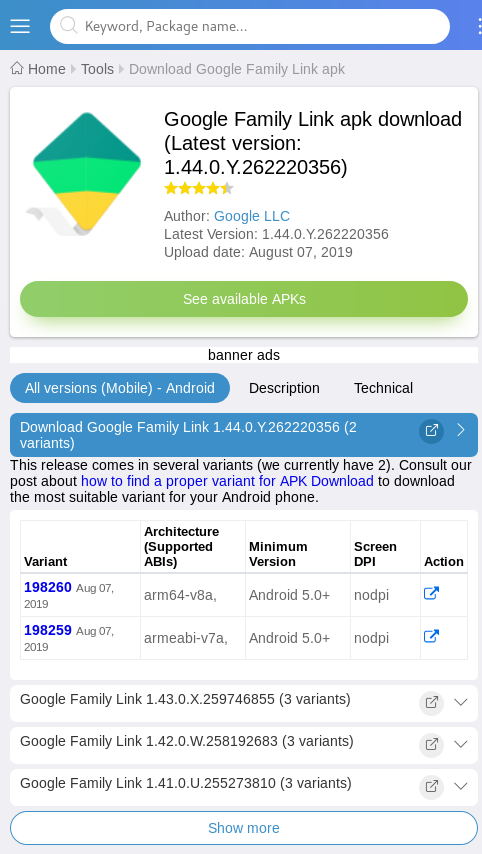 Keyword, Package name...
Home Tools Download Google Family Link apk
Google Family Link apk download
(Latest version:
1.44.0.Y.262220356)
Author: Google LLC
Latest Version: 1.44.0.Y.262220356
Upload date: August 07, 2019
See available APKs
banner ads
All versions (Mobile) - Android Description Technical
Download Google Family Link 1.44.0.Y.262220356 (2
variants)
This release comes in several variants (we currently have 2). Consult our
post about how to find a proper variant for APK Download to download
the most suitable variant for your Android phone.
Variant Architecture (Supported ABIs) Minimum Version Screen DPI Action
198260 Aug 07, 2019 arm64-v8a, Android 5.0+ nodpi
198259 Aug 07, 2019 armeabi-v7a, Android 5.0+ nodpi
Google Family Link 1.43.0.X.259746855 (3 variants)
Google Family Link 1.42.0.W.258192683 (3 variants)
Google Family Link 1.41.0.U.255273810 (3 variants)
Show more